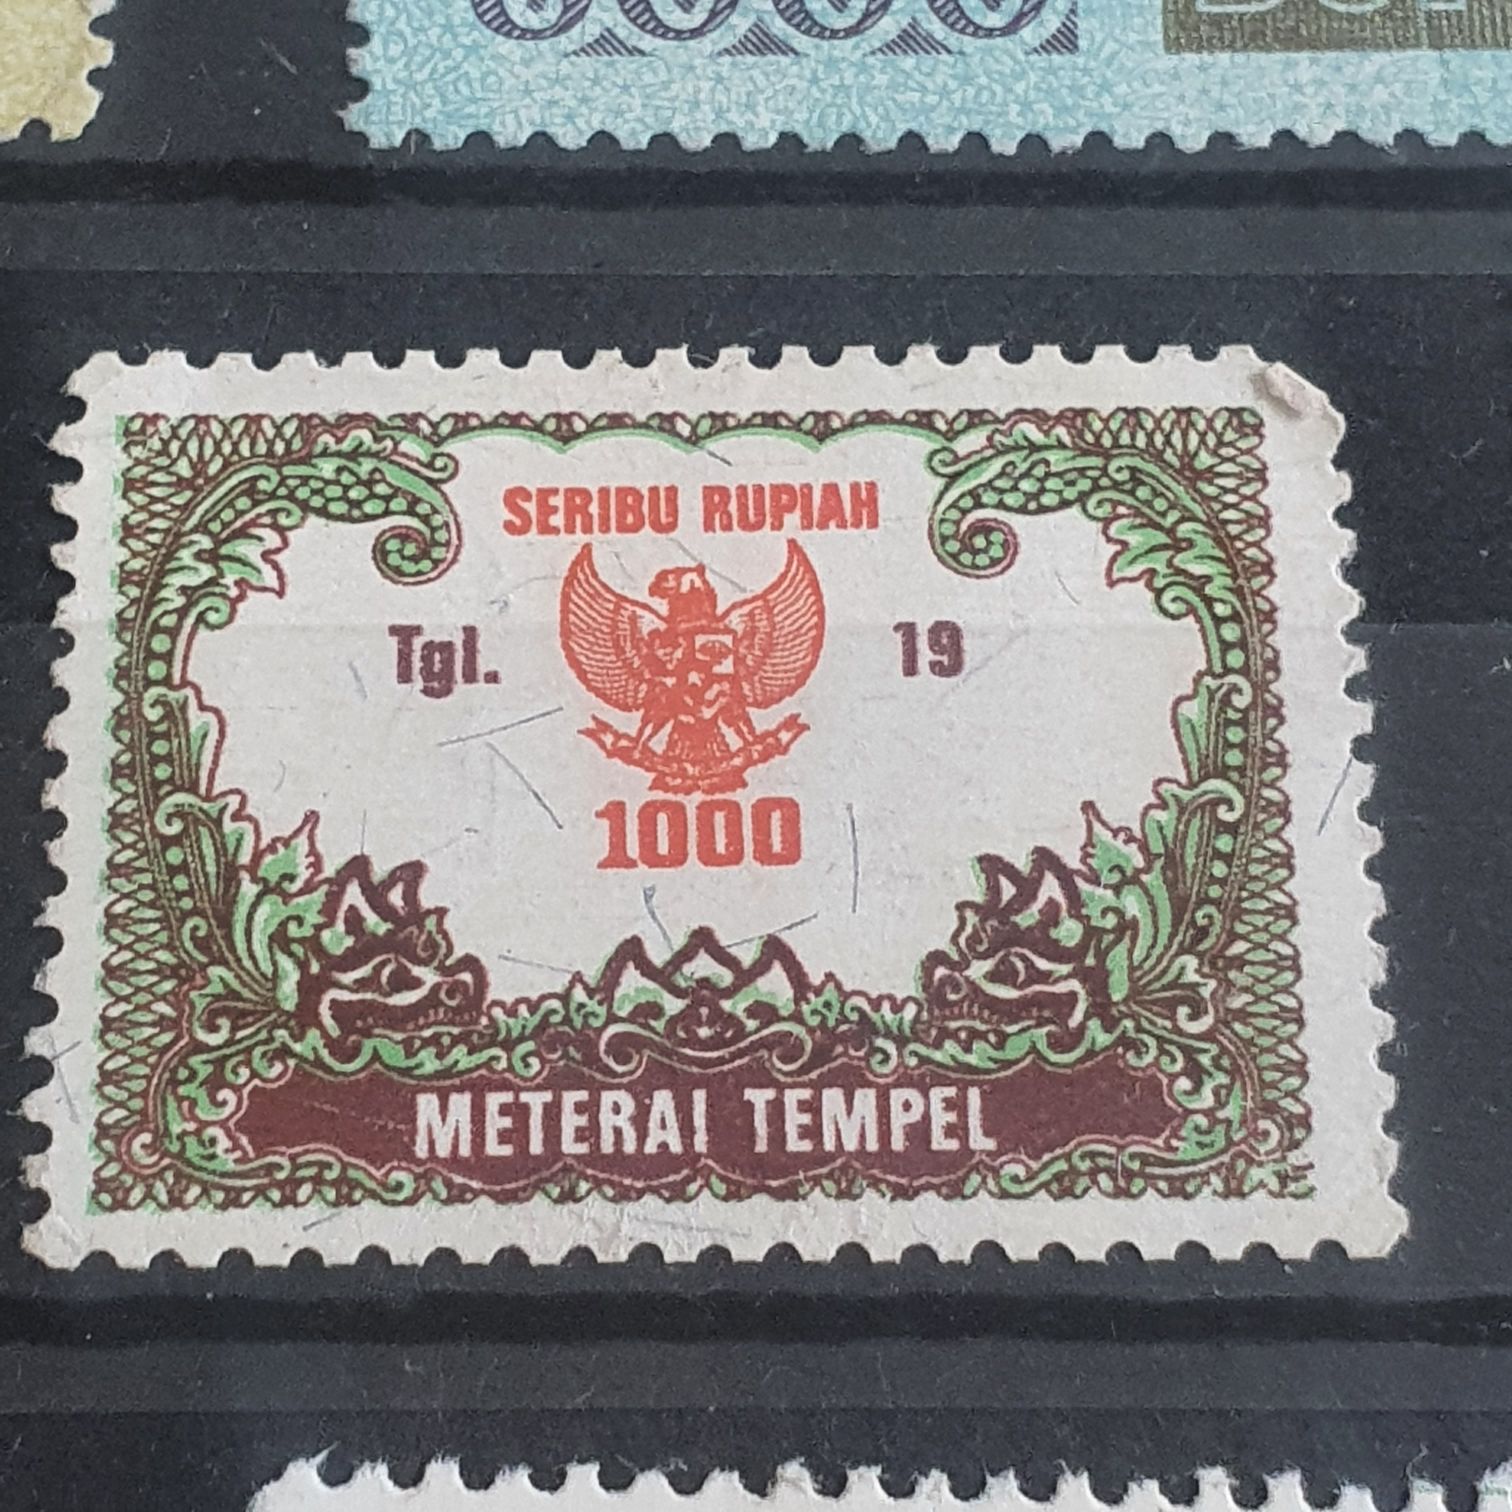 SERIBU RUPIAH
Tgl. 19
1000
METERAI TEMPEL